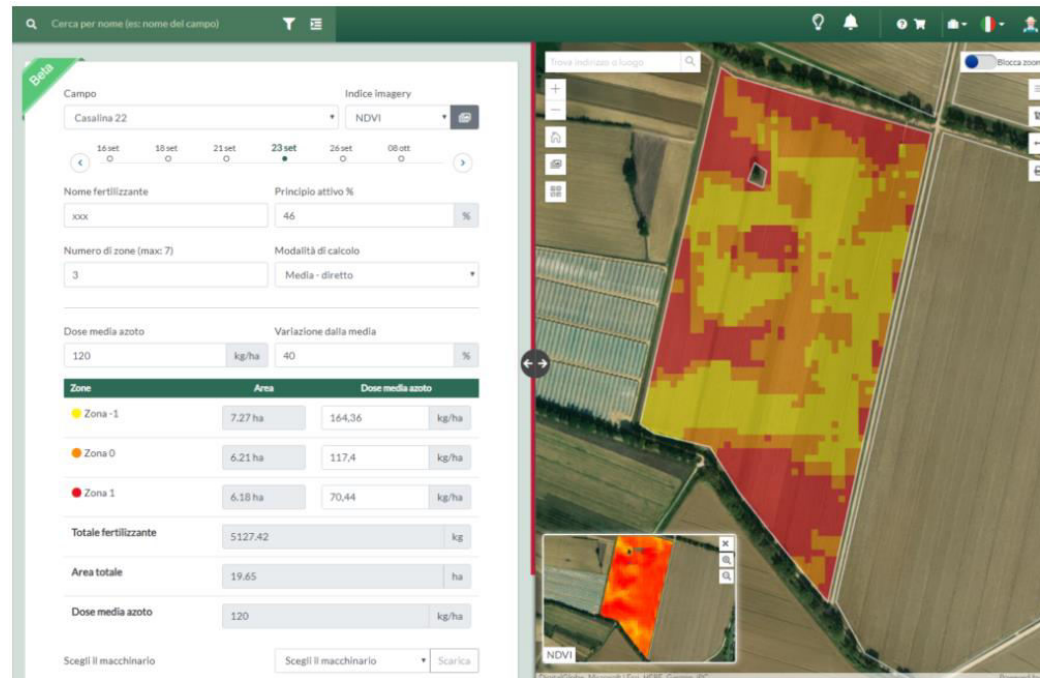 Cerca per nome (es: nome del campo)
Beta
Campo
Indice imagery
Casalina 22
NDVI
16 set
18 set
21 set
23 set
26 set
08 ott
Nome fertilizzante
Principio attivo %
xxx
46
%
Numero di zone (max: 7)
Modalità di calcolo
3
Media - diretto
Dose media azoto
Variazione dalla media
120
kg/ha
40
%
Zone
Area
Dose media azoto
Zona -1
7.27 ha
164,36
kg/ha
Zona 0
6.21 ha
117,4
kg/ha
Zona 1
6.18 ha
70,44
kg/ha
Totale fertilizzante
5127.42
kg
Area totale
19.65
ha
Dose media azoto
120
kg/ha
Scegli il macchinario
Scegli il macchinario
Scarica
Trova indirizzo o luogo
Blocca zoom
NDVI